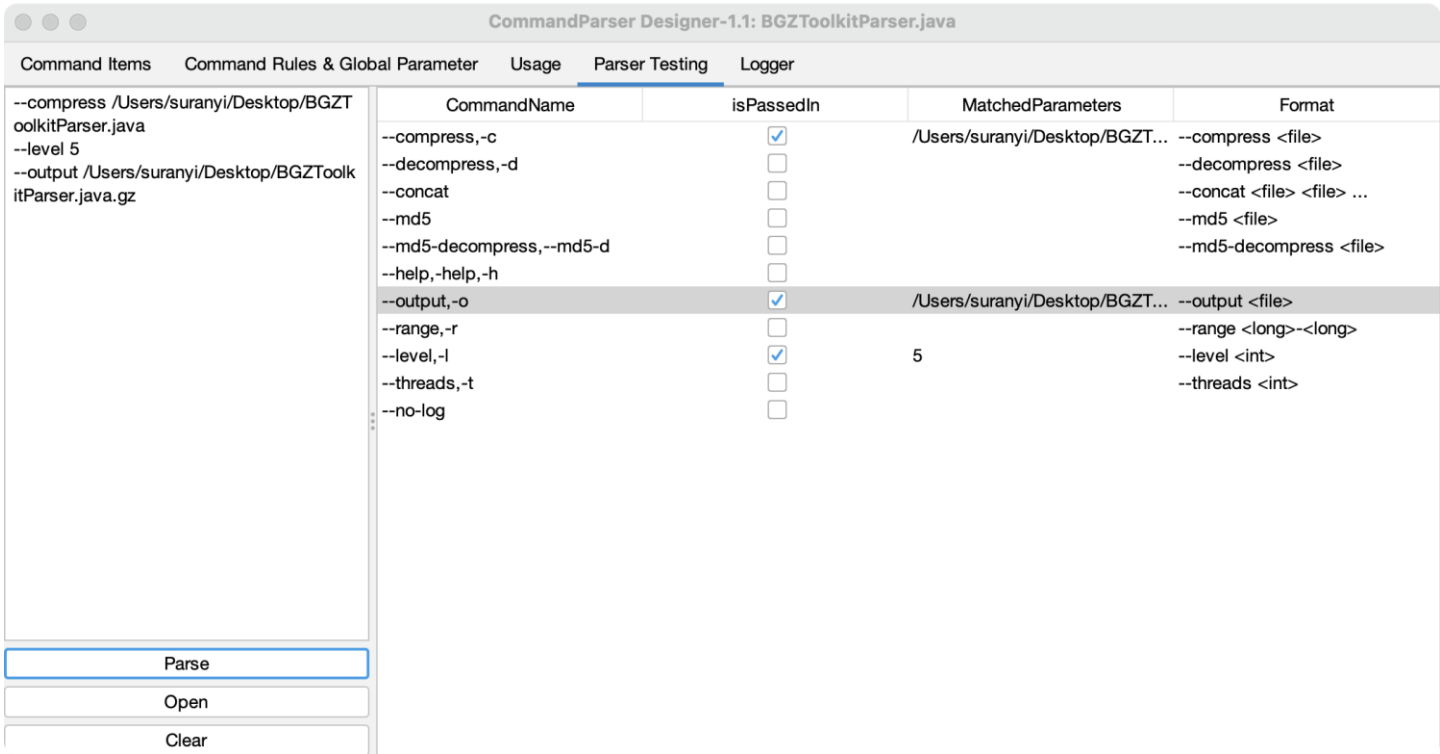 CommandParser Designer-1.1: BGZToolkitParser.java
Command Items Command Rules & Global Parameter Usage Parser Testing Logger
--compress /Users/suranyi/Desktop/BGZT
oolkitParser.java
--level 5
--output /Users/suranyi/Desktop/BGZToolk
itParser.java.gz
Parse
Open
Clear
CommandName isPassedIn MatchedParameters Format
--compress,-c /Users/suranyi/Desktop/BGZT... --compress <file>
--decompress,-d --decompress <file>
--concat --concat <file> <file> ...
--md5 --md5 <file>
--md5-decompress,--md5-d --md5-decompress <file>
--help,-help,-h
--output,-o /Users/suranyi/Desktop/BGZT... --output <file>
--range,-r --range <long>-<long>
--level,-l 5 --level <int>
--threads,-t --threads <int>
--no-log